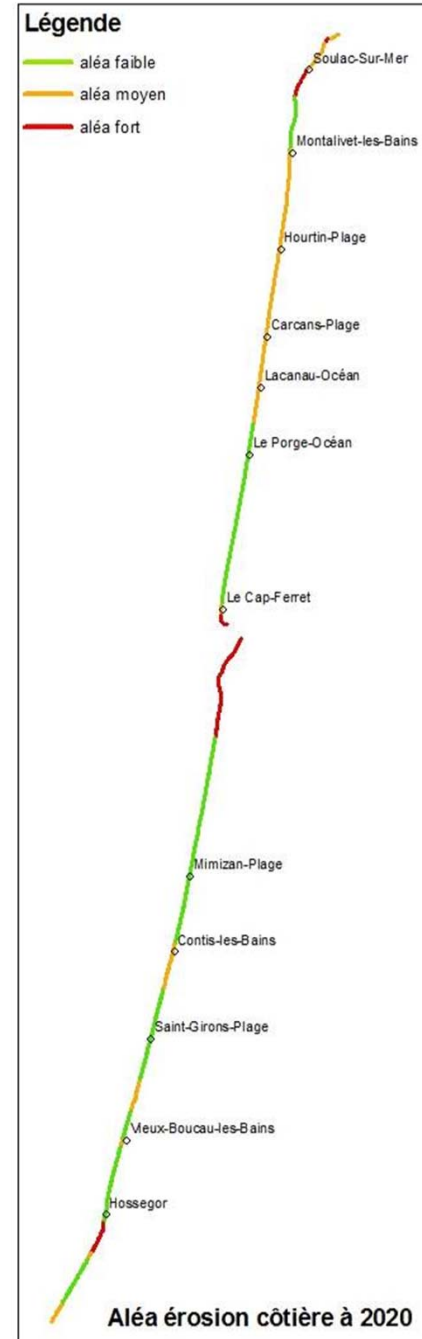 Légende
aléa faible
aléa moyen
aléa fort
Soulac-Sur-Mer
Montalivet-les-Bains
Hourtin-Plage
Carcans-Plage
Lacanau-Océan
Le Porge-Océan
Le Cap-Ferret
Mimizan-Plage
Contis-les-Bains
Saint-Girons-Plage
Vieux-Boucau-les-Bains
Hossegor
Aléa érosion côtière à 2020